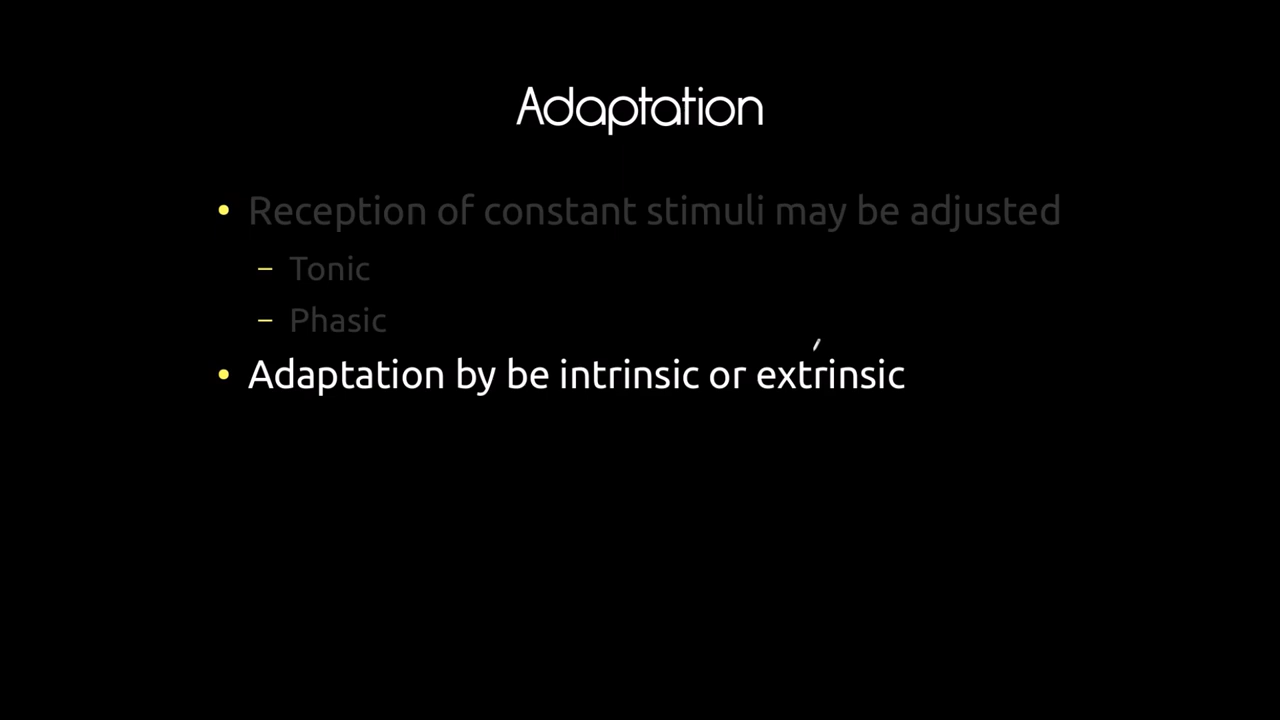 Adaptation
• Reception of constant stimuli may be adjusted
– Tonic
– Phasic
• Adaptation by be intrinsic or extrinsic